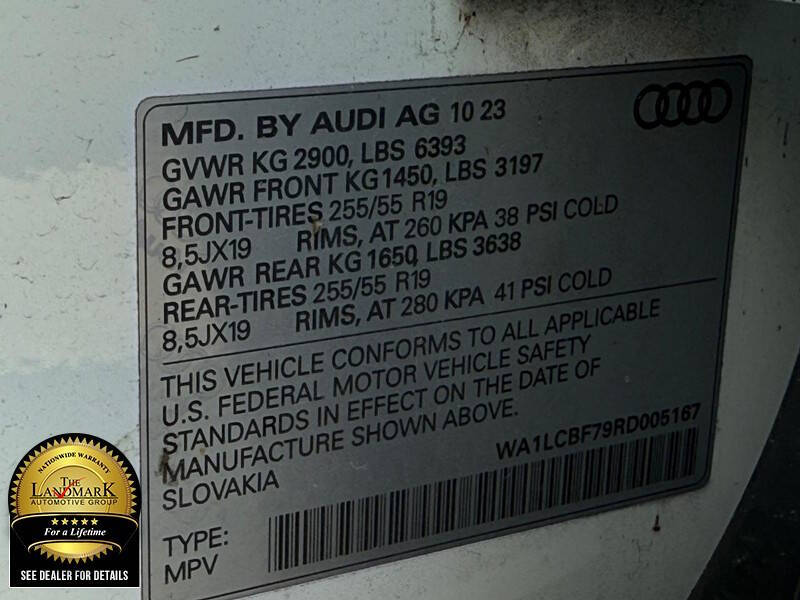 MFD. BY AUDI AG 10 23
GVWR KG 2900, LBS 6393
GAWR FRONT KG1450, LBS 3197
FRONT-TIRES 255/55 R19
8,5JX19 RIMS, AT 260 KPA 38 PSI COLD
GAWR REAR KG 1650, LBS 3638
REAR-TIRES 255/55 R19
8,5JX19 RIMS, AT 280 KPA 41 PSI COLD
THIS VEHICLE CONFORMS TO ALL APPLICABLE
U.S. FEDERAL MOTOR VEHICLE SAFETY
STANDARDS IN EFFECT ON THE DATE OF
MANUFACTURE SHOWN ABOVE.
SLOVAKIA
WA1LCBF79RD005167
TYPE:
MPV
NATIONWIDE WARRANTY
THE
LANDMARK
AUTOMOTIVE GROUP
For a Lifetime
SEE DEALER FOR DETAILS